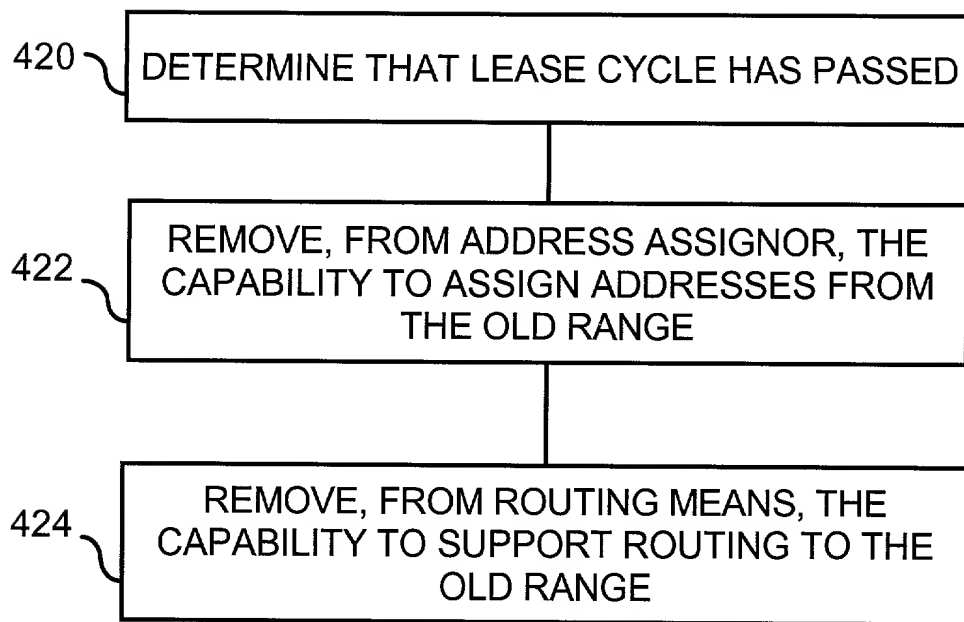 420
DETERMINE THAT LEASE CYCLE HAS PASSED
422
REMOVE, FROM ADDRESS ASSIGNOR, THE
CAPABILITY TO ASSIGN ADDRESSES FROM
THE OLD RANGE
424
REMOVE, FROM ROUTING MEANS, THE
CAPABILITY TO SUPPORT ROUTING TO THE
OLD RANGE